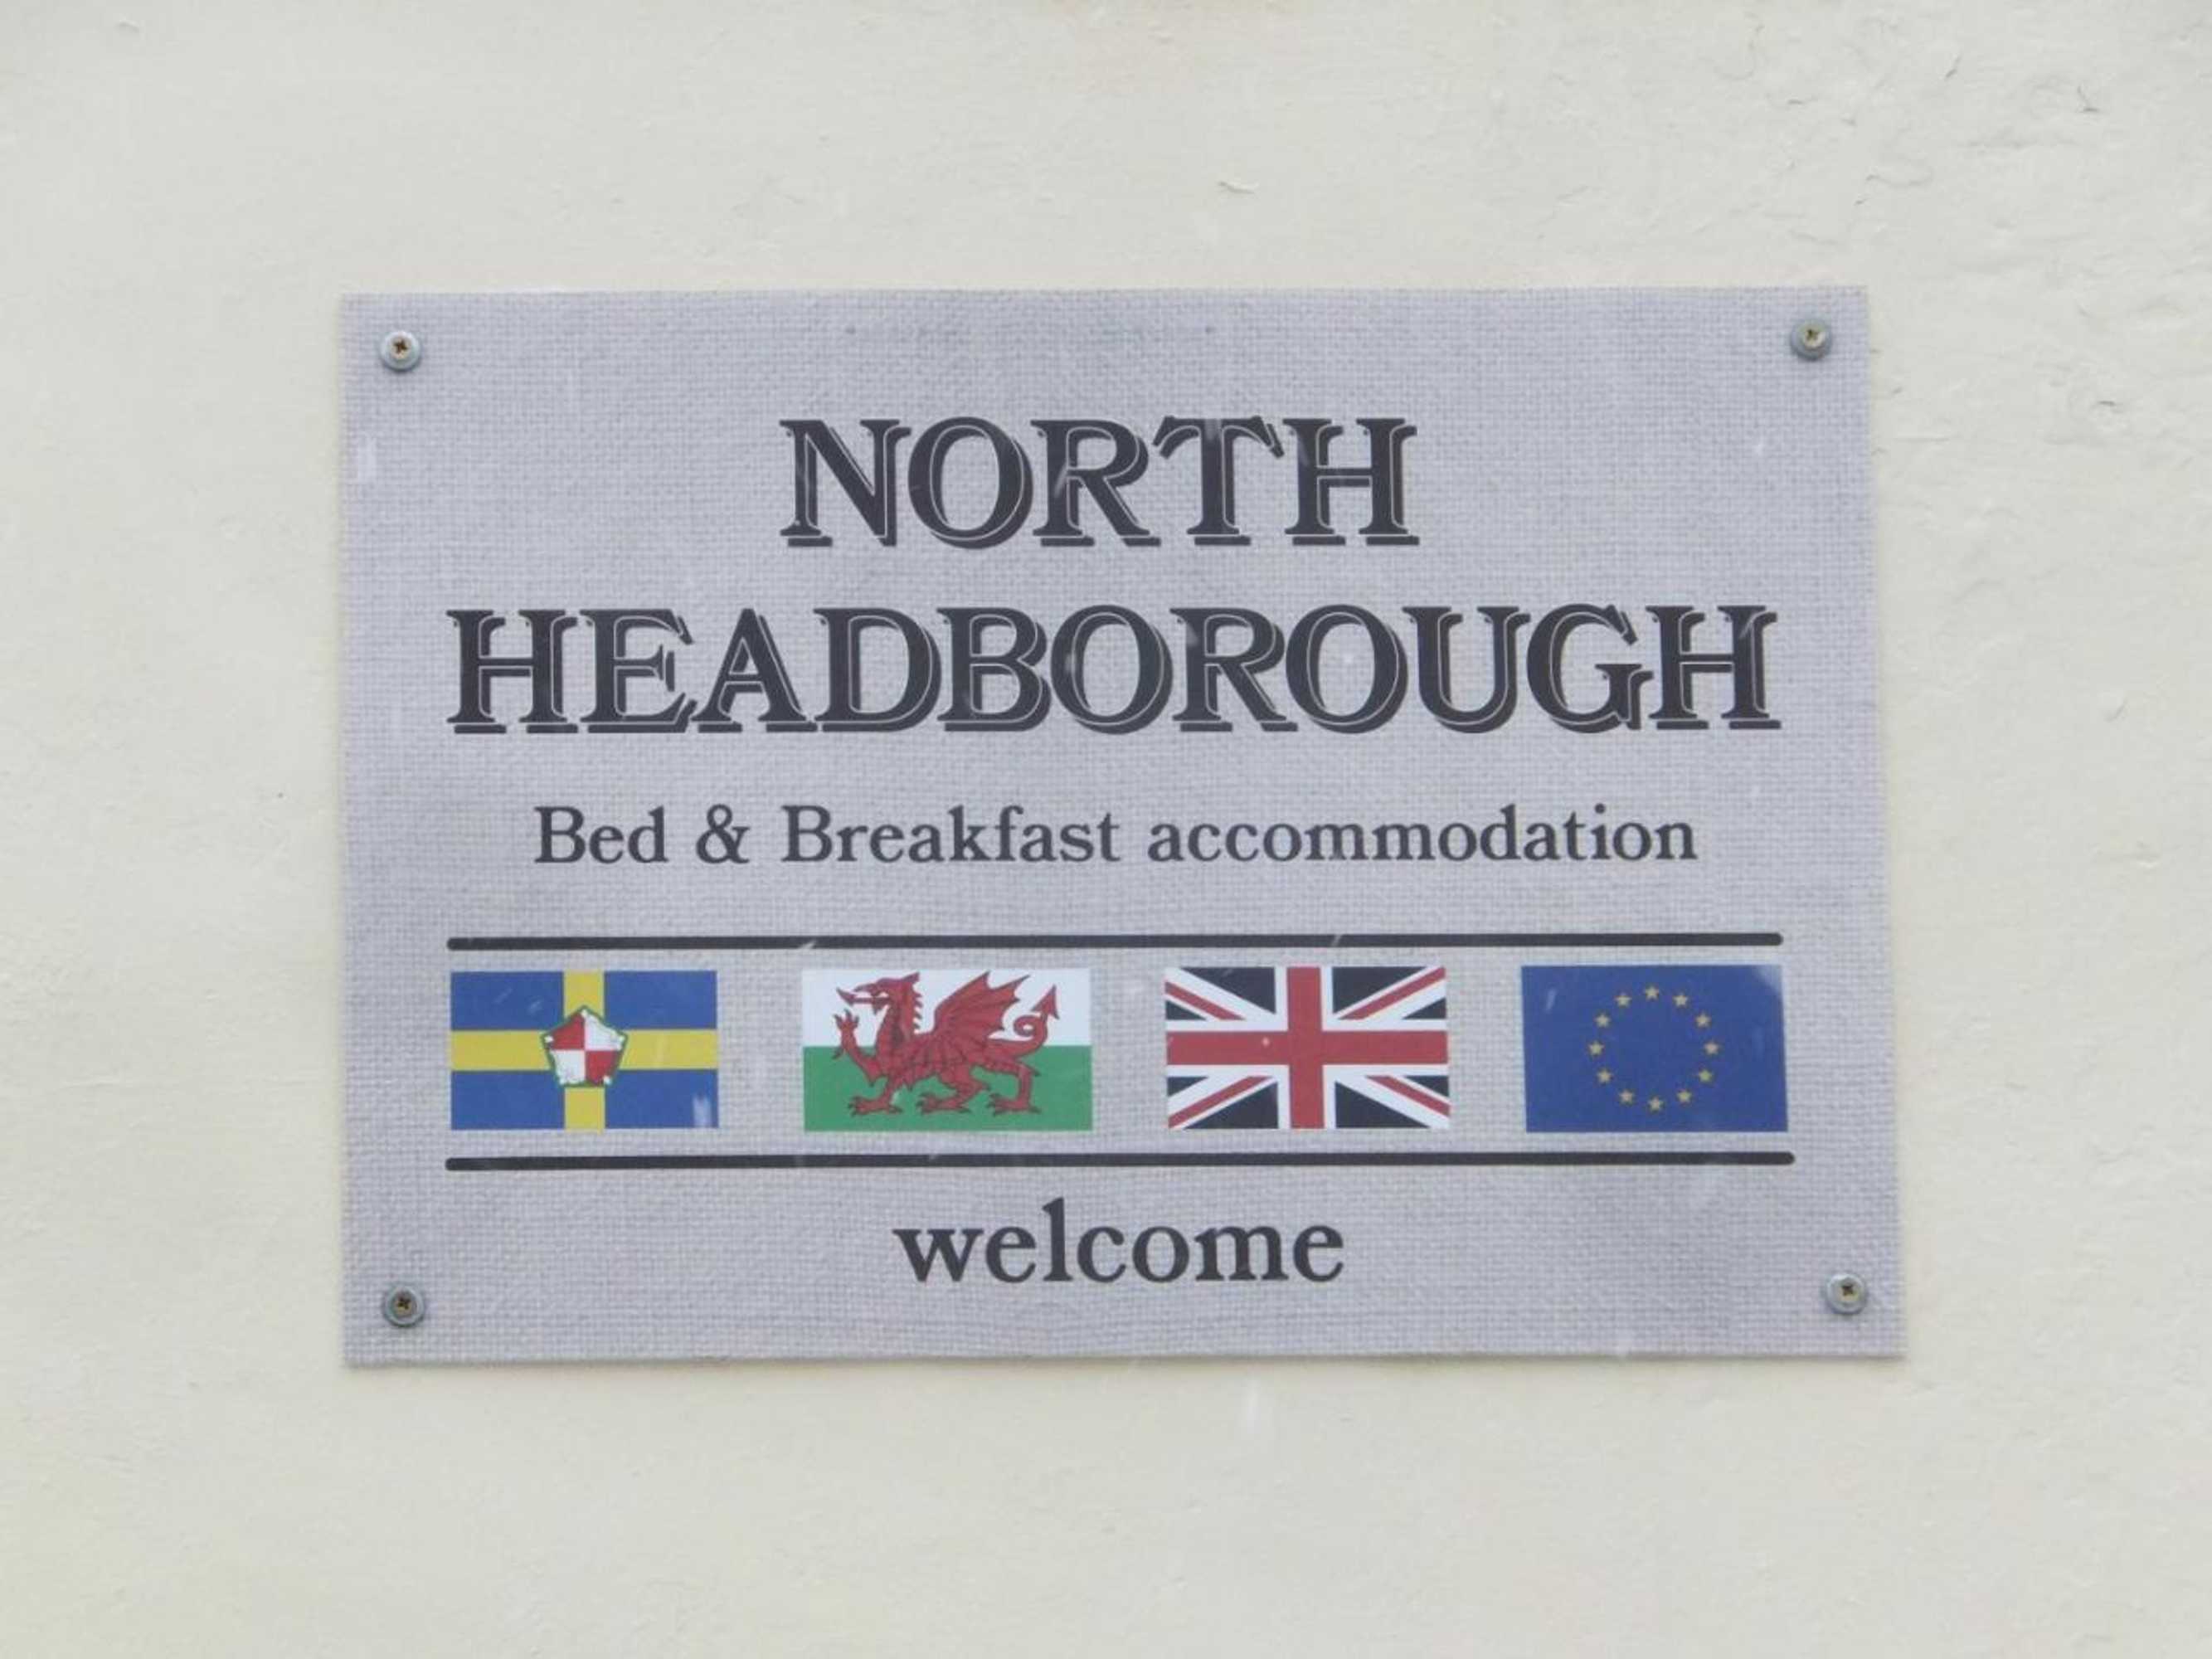 NORTH
HEADBOROUGH
Bed & Breakfast accommodation
welcome